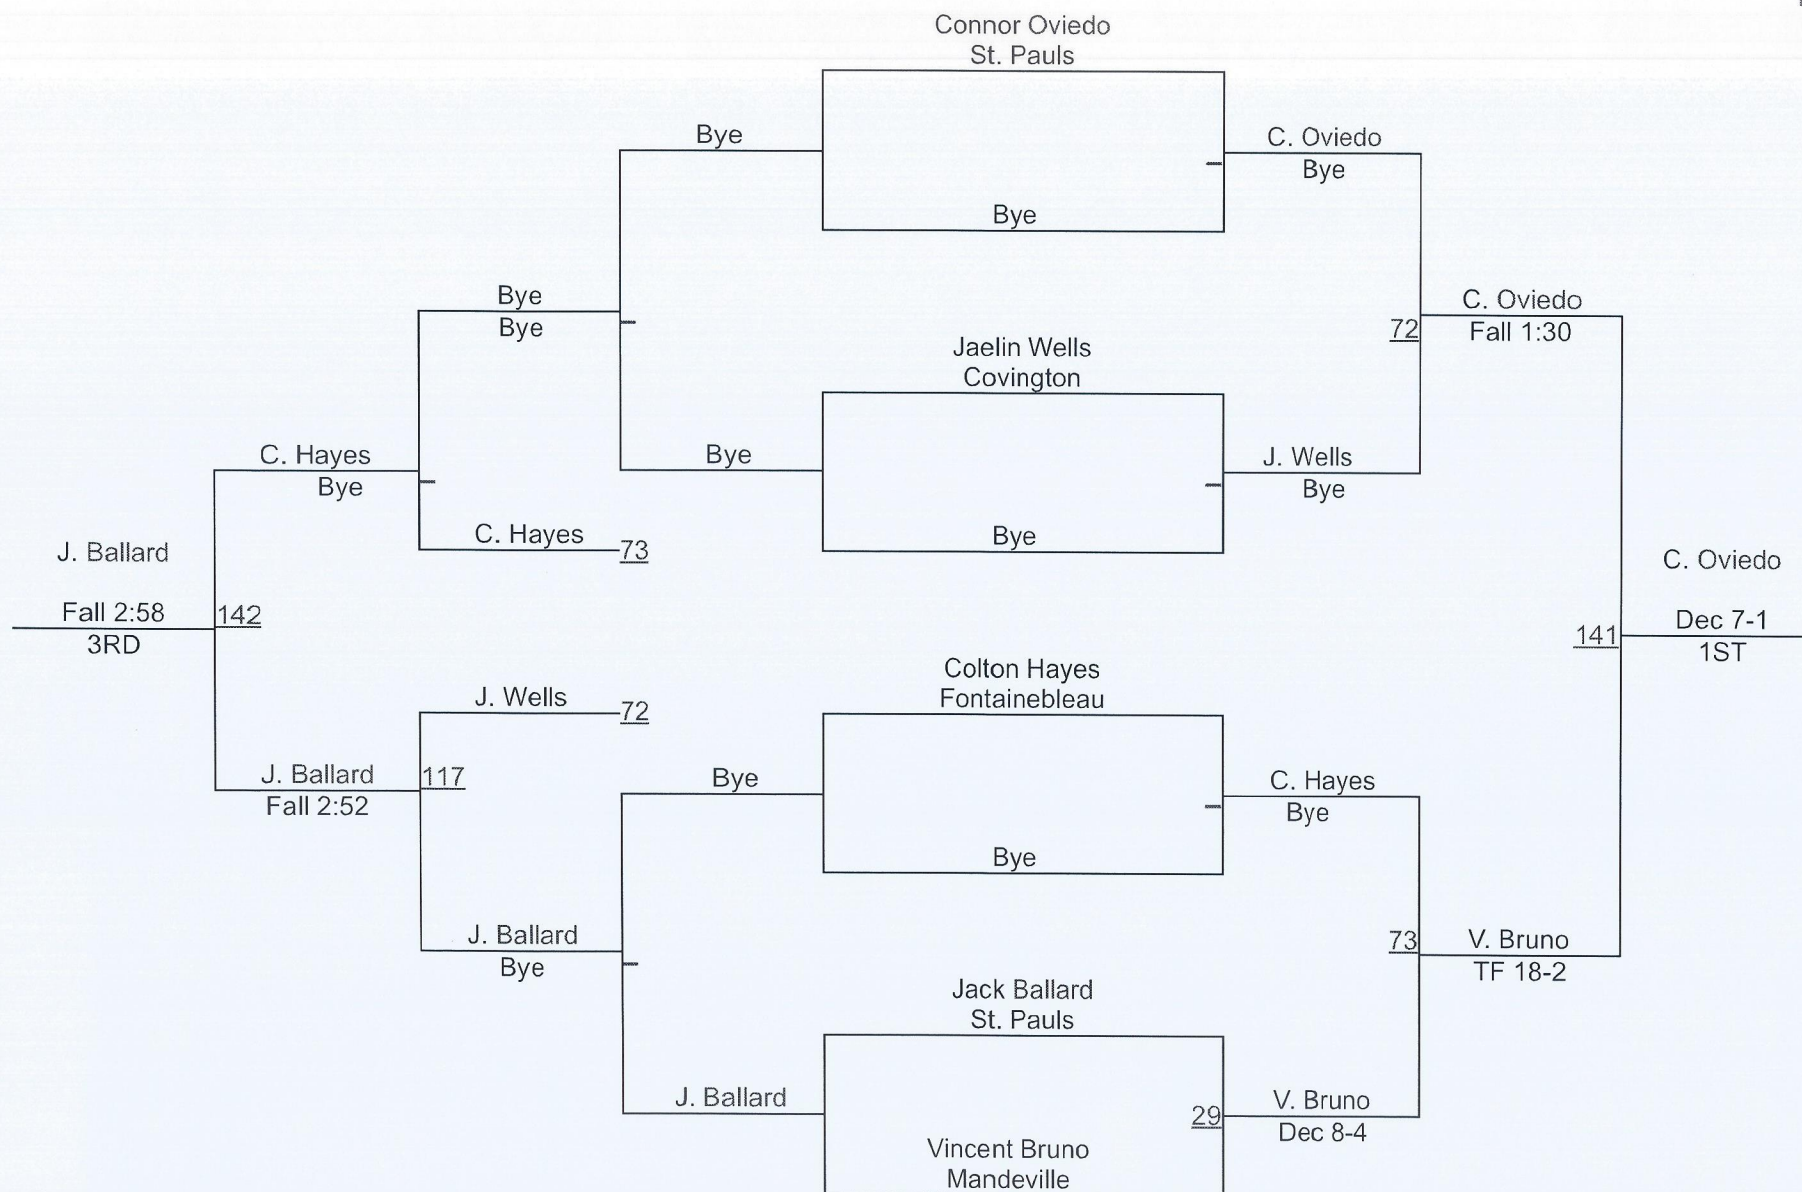 Connor Oviedo
St. Pauls
Bye
C. Oviedo
Bye
Bye
Bye
C. Oviedo
72
Fall 1:30
Bye
Jaelin Wells
Covington
C. Hayes
Bye
Bye
J. Wells
Bye
C. Hayes
73
Bye
J. Ballard
C. Oviedo
Fall 2:58
142
3RD
Dec 7-1
141
1ST
Colton Hayes
Fontainebleau
J. Wells
72
J. Ballard
117
Fall 2:52
Bye
C. Hayes
Bye
Bye
J. Ballard
Bye
73
V. Bruno
TF 18-2
Jack Ballard
St. Pauls
J. Ballard
29
V. Bruno
Dec 8-4
Vincent Bruno
Mandeville